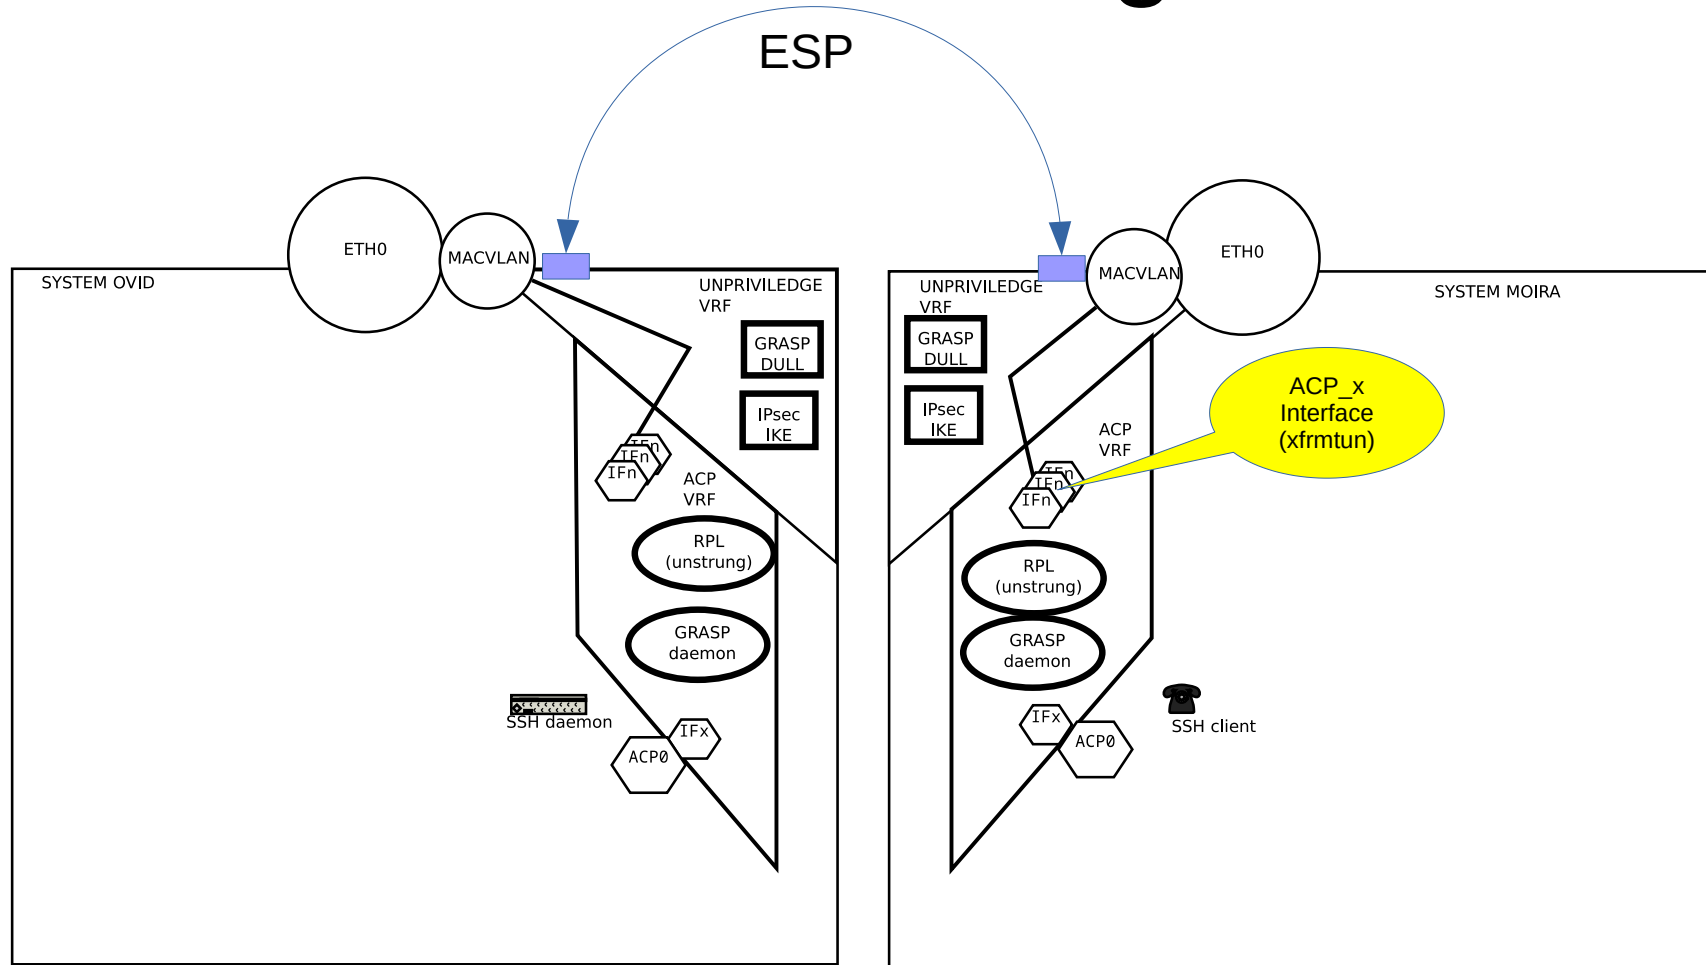 ESP
ETH0
MACVLAN
SYSTEM OVID
UNPRIVILEDGE
VRF
GRASP
DULL
IPsec
IKE
IFn
IFn
IFn
ACP
VRF
RPL
(unstrung)
GRASP
daemon
SSH daemon
IFx
ACP0
ETH0
MACVLAN
SYSTEM MOIRA
UNPRIVILEDGE
VRF
GRASP
DULL
IPsec
IKE
ACP_x
Interface
(xfrmtun)
ACP
VRF
IFn
IFn
IFn
RPL
(unstrung)
GRASP
daemon
SSH client
IFx
ACP0